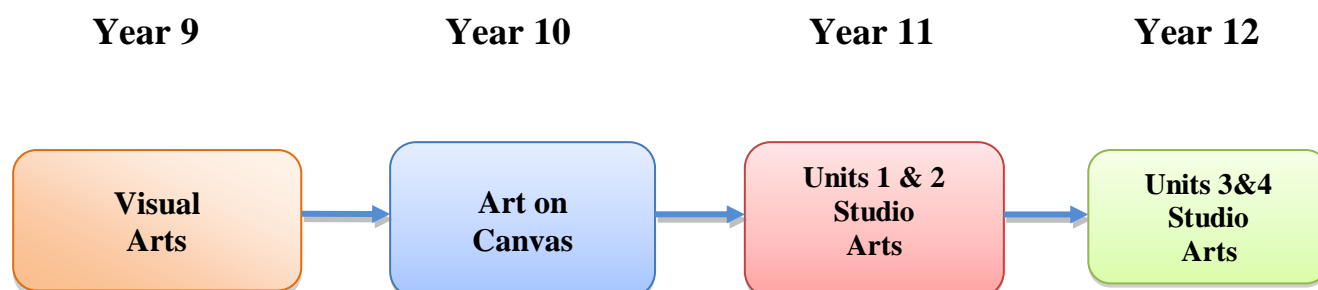 Year 9 Year 10 Year 11 Year 12
Visual
Arts
Art on
Canvas
Units 1 & 2
Studio
Arts
Units 3&4
Studio
Arts